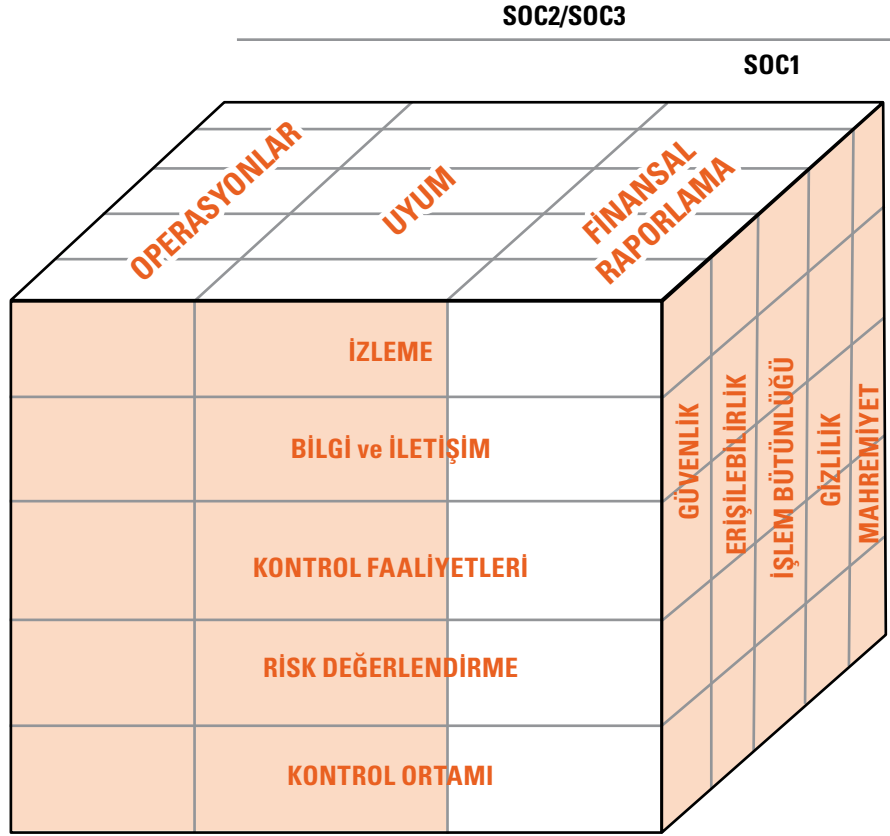 SOC2/SOC3
SOC1
OPERASYONLAR
UYUM
FİNANSAL
RAPORLAMA
İZLEME
BİLGİ ve İLETİŞİM
KONTROL FAALİYETLERİ
RİSK DEĞERLENDİRME
KONTROL ORTAMI
GÜVENLİK
ERİŞİLEBİLİRLİK
İŞLEM BÜTÜNLÜĞÜ
GİZLİLİK
MAHREMİYET